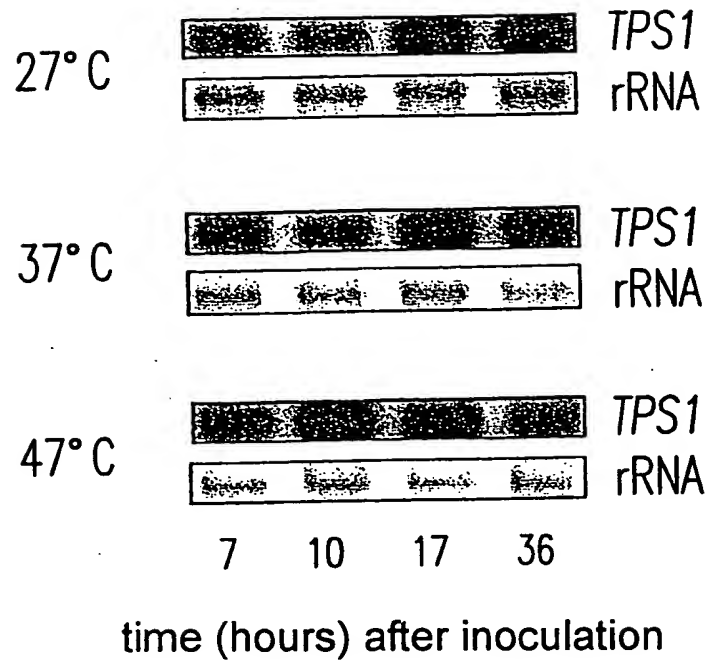 27°C TPS1
rRNA
37°C TPS1
rRNA
47°C TPS1
rRNA
7 10 17 36
time (hours) after inoculation